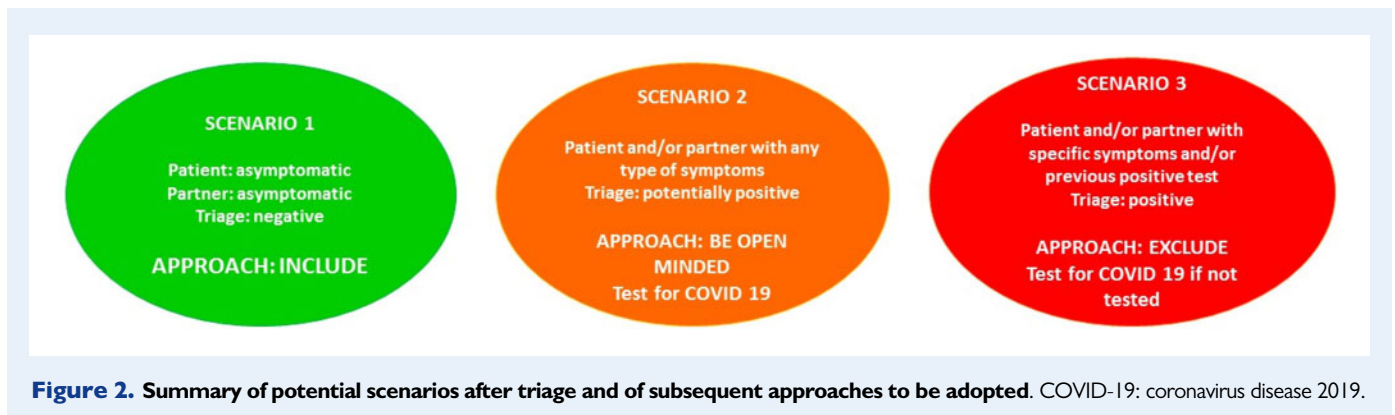 SCENARIO 1
Patient: asymptomatic
Partner: asymptomatic
Triage: negative
APPROACH: INCLUDE
SCENARIO 2
Patient and/or partner with any
type of symptoms
Triage: potentially positive
APPROACH: BE OPEN
MINDED
Test for COVID 19
SCENARIO 3
Patient and/or partner with
specific symptoms and/or
previous positive test
Triage: positive
APPROACH: EXCLUDE
Test for COVID 19 if not
tested
Figure 2. Summary of potential scenarios after triage and of subsequent approaches to be adopted. COVID-19: coronavirus disease 2019.